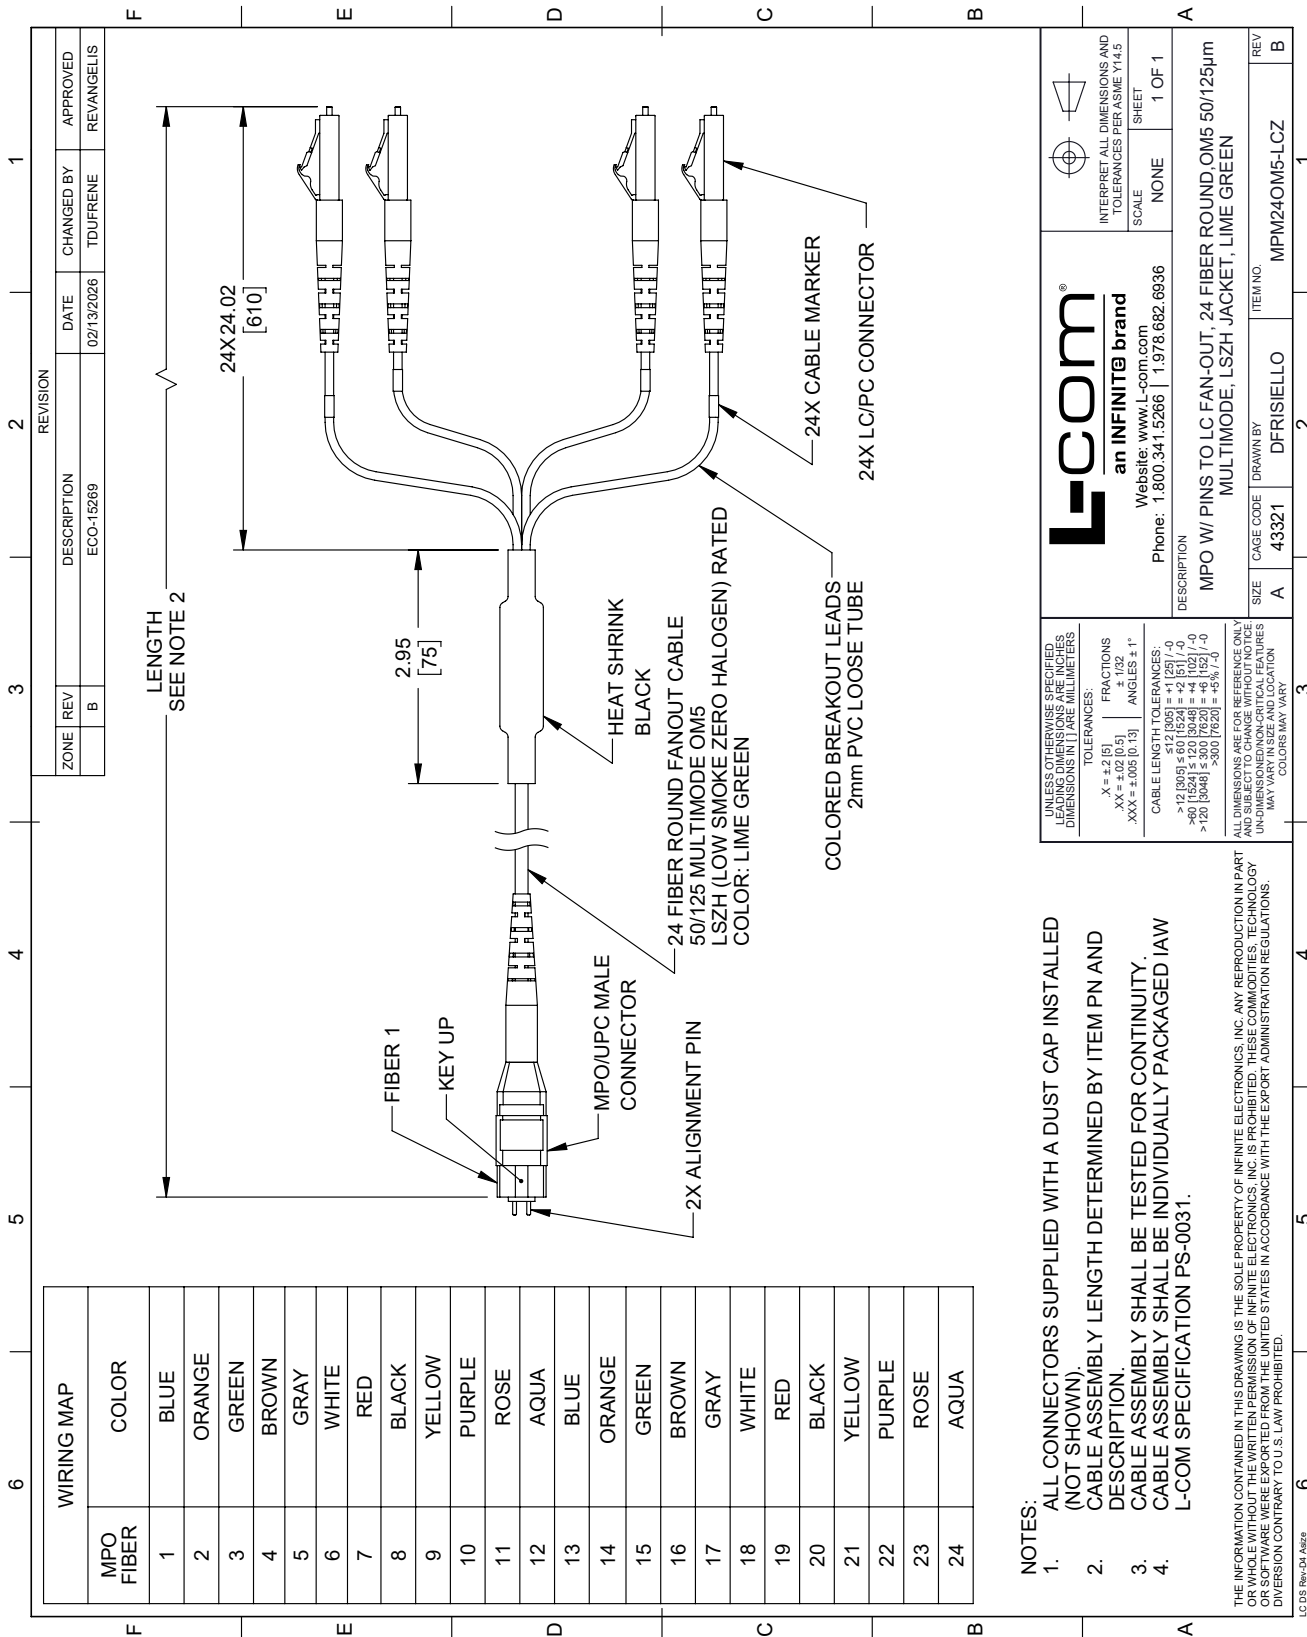 6
5
4
3
2
1
F
E
D
C
B
A
REVISION
ZONE REV DESCRIPTION DATE CHANGED BY APPROVED
B ECO-15269 02/13/2026 TDUFRENE REVANGELIS
WIRING MAP
MPO FIBER COLOR
1 BLUE
2 ORANGE
3 GREEN
4 BROWN
5 GRAY
6 WHITE
7 RED
8 BLACK
9 YELLOW
10 PURPLE
11 ROSE
12 AQUA
13 BLUE
14 ORANGE
15 GREEN
16 BROWN
17 GRAY
18 WHITE
19 RED
20 BLACK
21 YELLOW
22 PURPLE
23 ROSE
24 AQUA
LENGTH
SEE NOTE 2
24X 24.02
[610]
2.95
[75]
FIBER 1
KEY UP
MPO/UPC MALE
CONNECTOR
2X ALIGNMENT PIN
HEAT SHRINK
BLACK
24 FIBER ROUND FANOUT CABLE
50/125 MULTIMODE OM5
LSZH (LOW SMOKE ZERO HALOGEN) RATED
COLOR: LIME GREEN
COLORED BREAKOUT LEADS
2mm PVC LOOSE TUBE
24X CABLE MARKER
24X LC/PC CONNECTOR
NOTES:
1. ALL CONNECTORS SUPPLIED WITH A DUST CAP INSTALLED
(NOT SHOWN).
2. CABLE ASSEMBLY LENGTH DETERMINED BY ITEM PN AND
DESCRIPTION.
3. CABLE ASSEMBLY SHALL BE TESTED FOR CONTINUITY.
4. CABLE ASSEMBLY SHALL BE INDIVIDUALLY PACKAGED IAW
L-COM SPECIFICATION PS-0031.
THE INFORMATION CONTAINED IN THIS DRAWING IS THE SOLE PROPERTY OF INFINITE ELECTRONICS, INC. ANY REPRODUCTION IN PART
OR WHOLE WITHOUT THE WRITTEN PERMISSION OF INFINITE ELECTRONICS, INC. IS PROHIBITED. THESE COMMODITIES, TECHNOLOGY
OR SOFTWARE WERE EXPORTED FROM THE UNITED STATES IN ACCORDANCE WITH THE EXPORT ADMINISTRATION REGULATIONS.
DIVERSION CONTRARY TO U.S. LAW PROHIBITED.
UNLESS OTHERWISE SPECIFIED
LEADING DIMENSIONS ARE INCHES
DIMENSIONS IN [ ] ARE MILLIMETERS
TOLERANCES:
.X = ±.2 [5] FRACTIONS
.XX = ±.02 [0.5] ± 1/32
.XXX = ±.005 [0.13] ANGLES ± 1°
CABLE LENGTH TOLERANCES:
≤12 [305] = +1 [25] / -0
>12 [305] ≤ 60 [1524] = +2 [51] / -0
>60 [1524] ≤ 120 [3048] = +4 [102] / -0
>120 [3048] ≤ 300 [7620] = +6 [152] / -0
>300 [7620] = +5% / -0
ALL DIMENSIONS ARE FOR REFERENCE ONLY
AND SUBJECT TO CHANGE WITHOUT NOTICE.
UN-DIMENSIONED/NON-CRITICAL FEATURES
MAY VARY IN SIZE AND LOCATION
COLORS MAY VARY
L-com®
an INFINITe brand
Website: www.L-com.com
Phone: 1.800.341.5266 | 1.978.682.6936
INTERPRET ALL DIMENSIONS AND
TOLERANCES PER ASME Y14.5
SCALE
NONE
SHEET
1 OF 1
DESCRIPTION
MPO W/ PINS TO LC FAN-OUT, 24 FIBER ROUND,OM5 50/125µm
MULTIMODE, LSZH JACKET, LIME GREEN
SIZE
A
CAGE CODE
43321
DRAWN BY
DFRISIELLO
ITEM NO.
MPM24OM5-LCZ
REV
B
LC DS Rev-D4 Asize
6
5
4
3
2
1
F
E
D
C
B
A